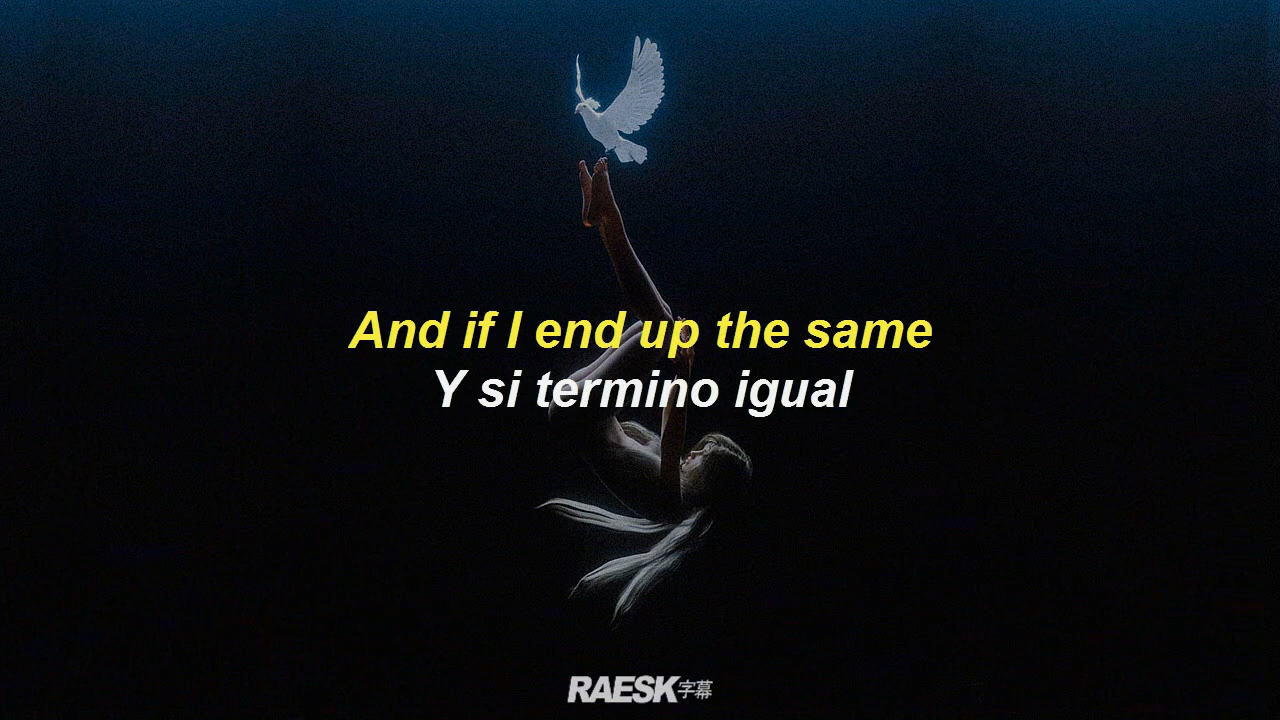 And if I end up the same
Y si termino igual
RAESK字幕